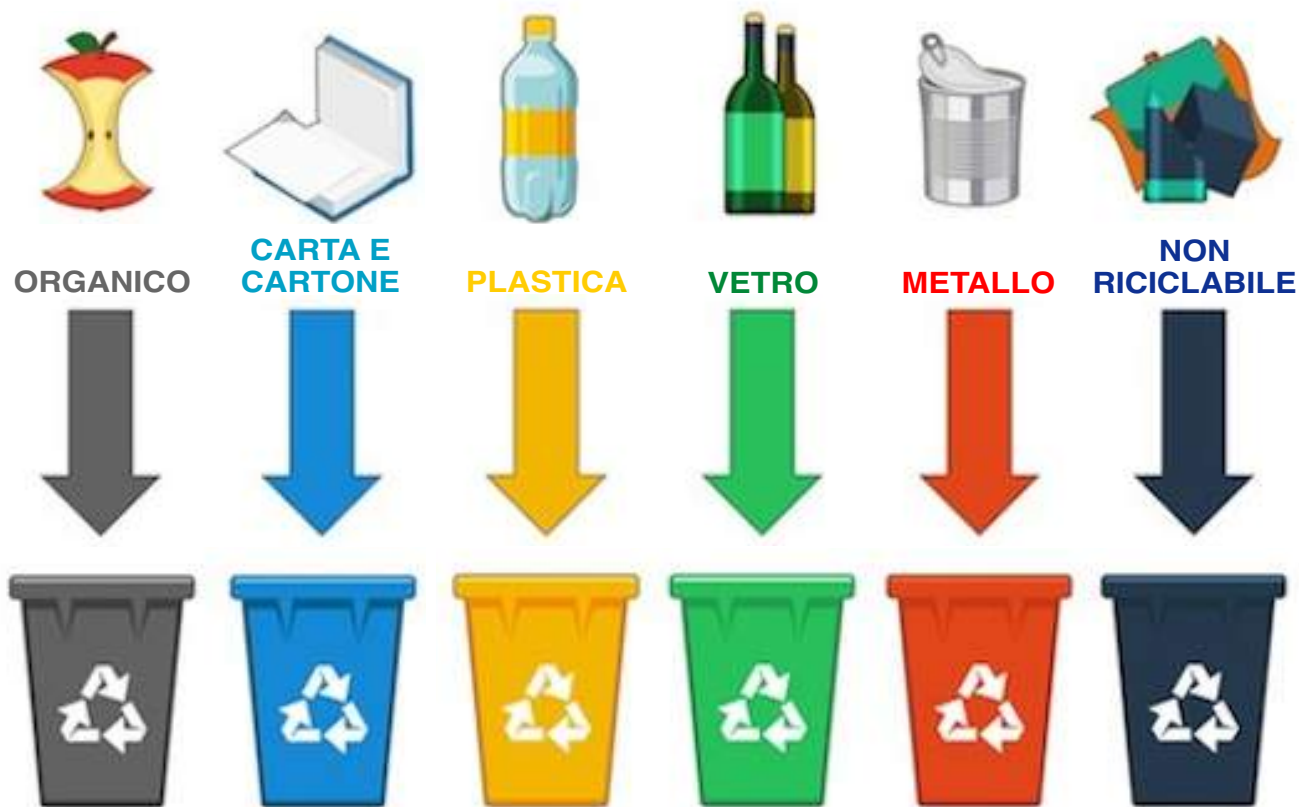 ORGANICO
CARTA E
CARTONE
PLASTICA
VETRO
METALLO
NON
RICICLABILE